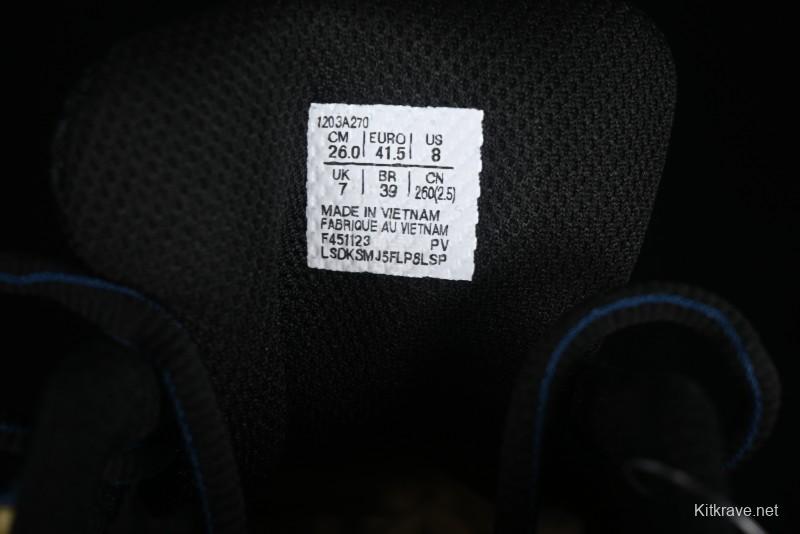 1203A270
CM | EURO | US
26.0 | 41.5 | 8
UK | BR | CN
7 | 39 | 260(2.5)
MADE IN VIETNAM
FABRIQUE AU VIETNAM
F451123 PV
LSDKSMJ5FLP8LSP
Kitkrave.net